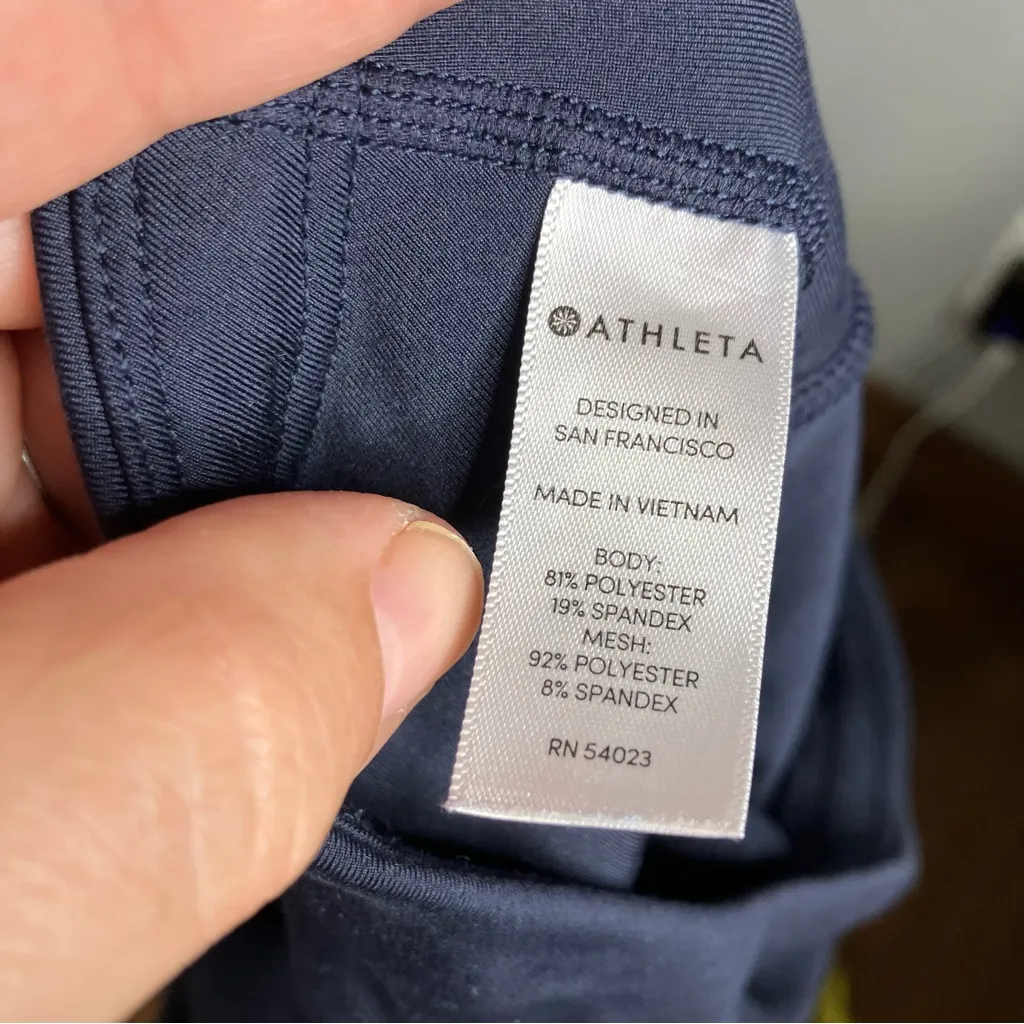 ATHLETA
DESIGNED IN
SAN FRANCISCO
MADE IN VIETNAM
BODY:
81% POLYESTER
19% SPANDEX
MESH:
92% POLYESTER
8% SPANDEX
RN 54023